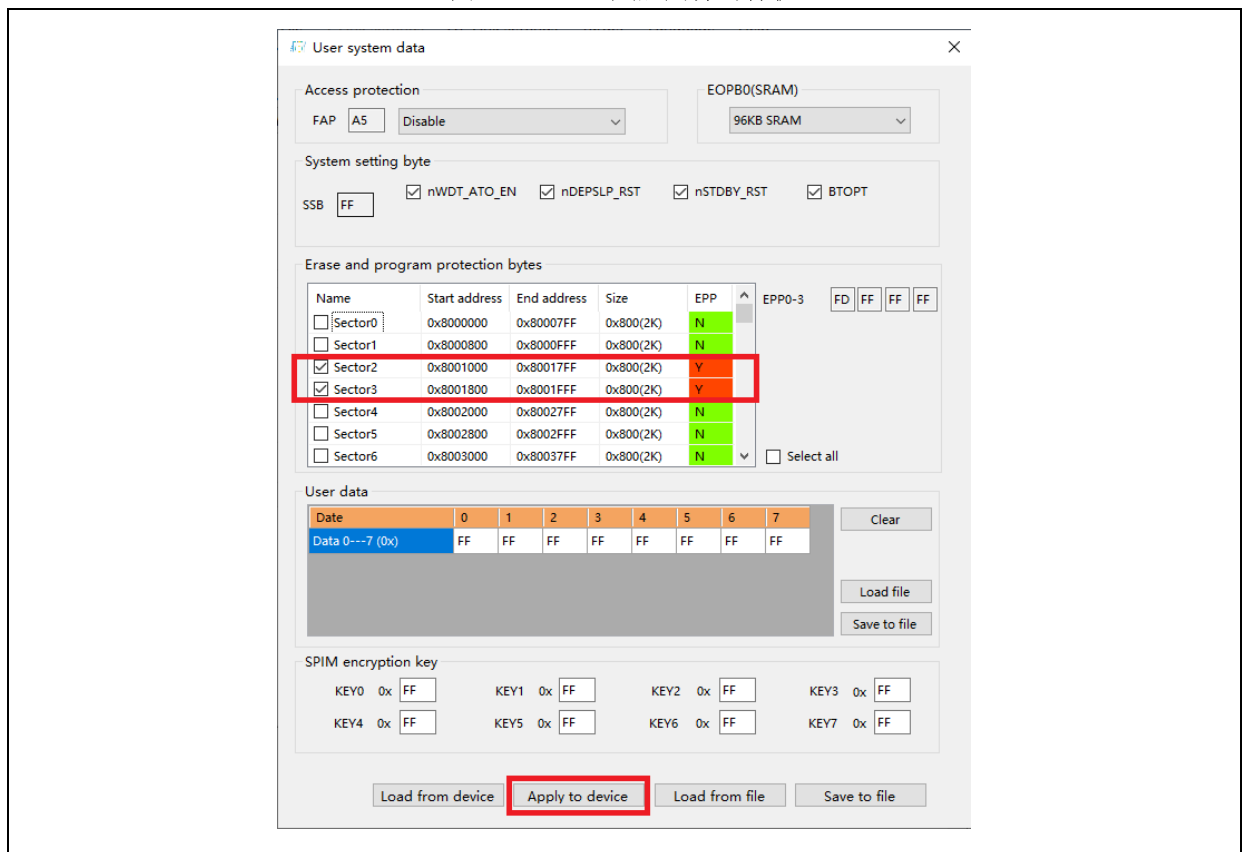 User system data
Access protection
FAP A5 Disable
EOPB0(SRAM)
96KB SRAM
System setting byte
SSB FF nWDT_ATO_EN nDEPSLP_RST nSTDBY_RST BTOPT
Erase and program protection bytes
Name Start address End address Size EPP
Sector0 0x8000000 0x80007FF 0x800(2K) N
Sector1 0x8000800 0x8000FFF 0x800(2K) N
Sector2 0x8001000 0x80017FF 0x800(2K) Y
Sector3 0x8001800 0x8001FFF 0x800(2K) Y
Sector4 0x8002000 0x80027FF 0x800(2K) N
Sector5 0x8002800 0x8002FFF 0x800(2K) N
Sector6 0x8003000 0x80037FF 0x800(2K) N
EPP0-3 FD FF FF FF
Select all
User data
Date 0 1 2 3 4 5 6 7
Data 0---7 (0x) FF FF FF FF FF FF FF FF
Clear
Load file
Save to file
SPIM encryption key
KEY0 0x FF KEY1 0x FF KEY2 0x FF KEY3 0x FF
KEY4 0x FF KEY5 0x FF KEY6 0x FF KEY7 0x FF
Load from device Apply to device Load from file Save to file